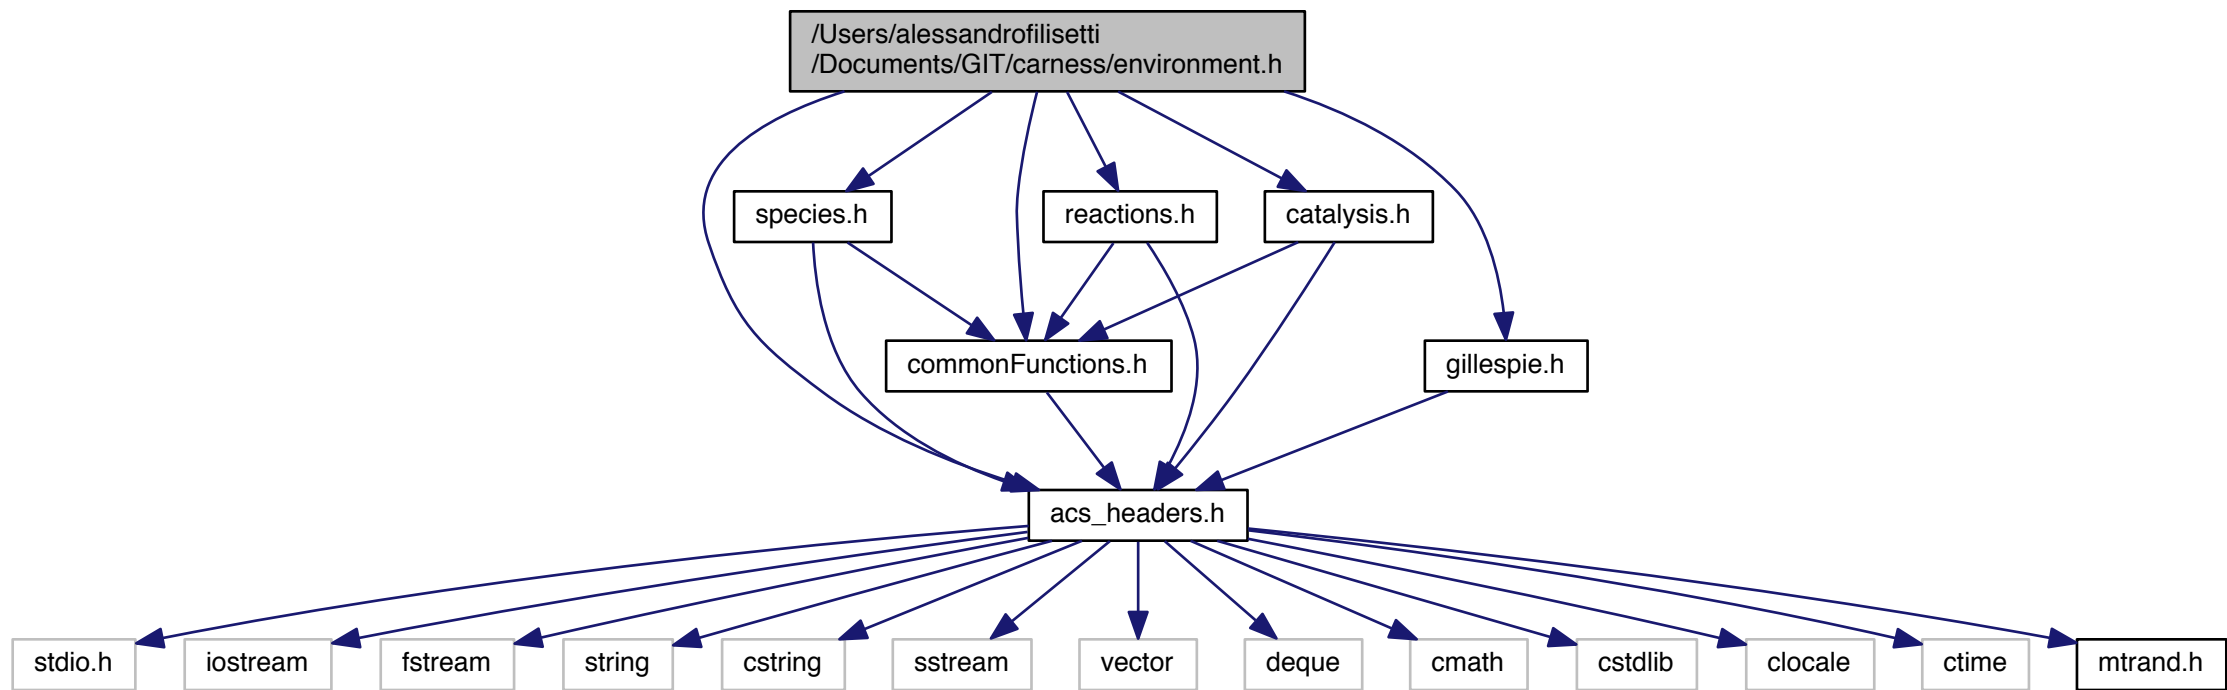 /Users/alessandrofilisetti
/Documents/GIT/carness/environment.h
species.h
reactions.h
catalysis.h
commonFunctions.h
gillespie.h
acs_headers.h
stdio.h
iostream
fstream
string
cstring
sstream
vector
deque
cmath
cstdlib
clocale
ctime
mtrand.h